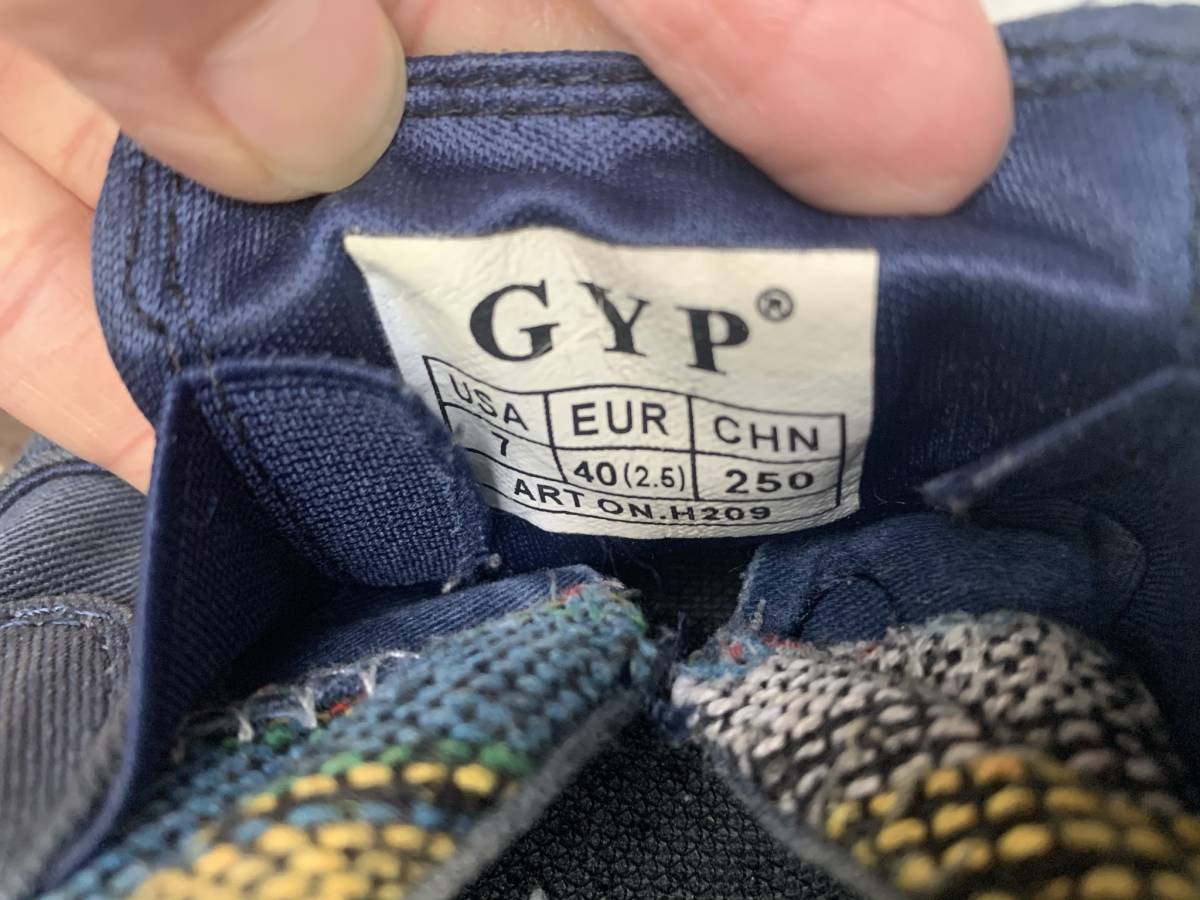 GYP®
USA EUR CHN
7 40(2.5) 250
ART ON.H209